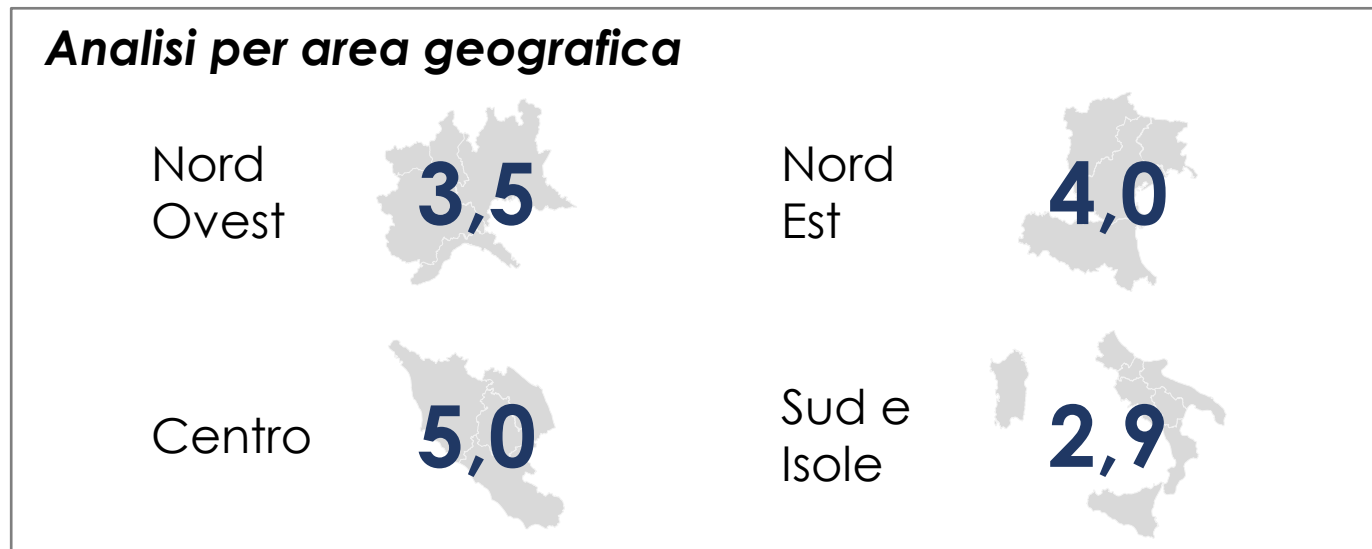 Analisi per area geografica
Nord
Ovest
3,5
Nord
Est
4,0
Centro
5,0
Sud e
Isole
2,9